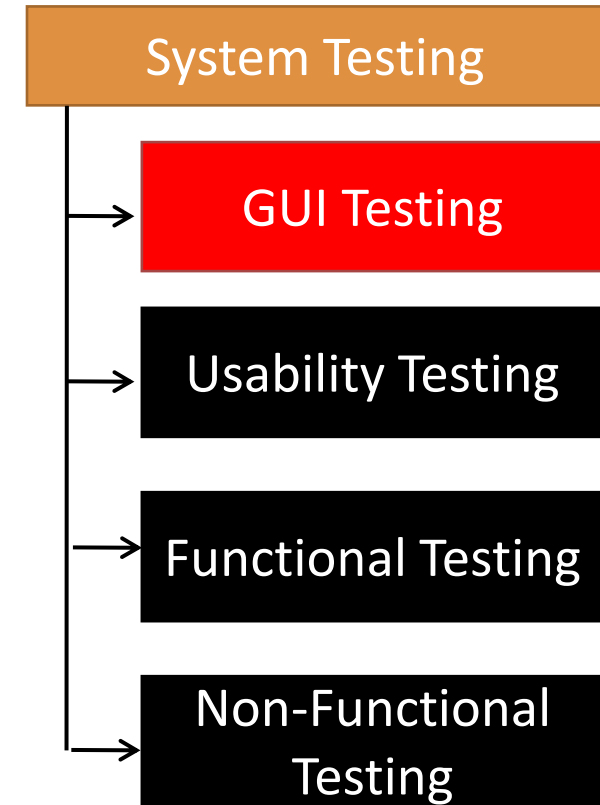 System Testing
GUI Testing
Usability Testing
Functional Testing
Non-Functional
Testing